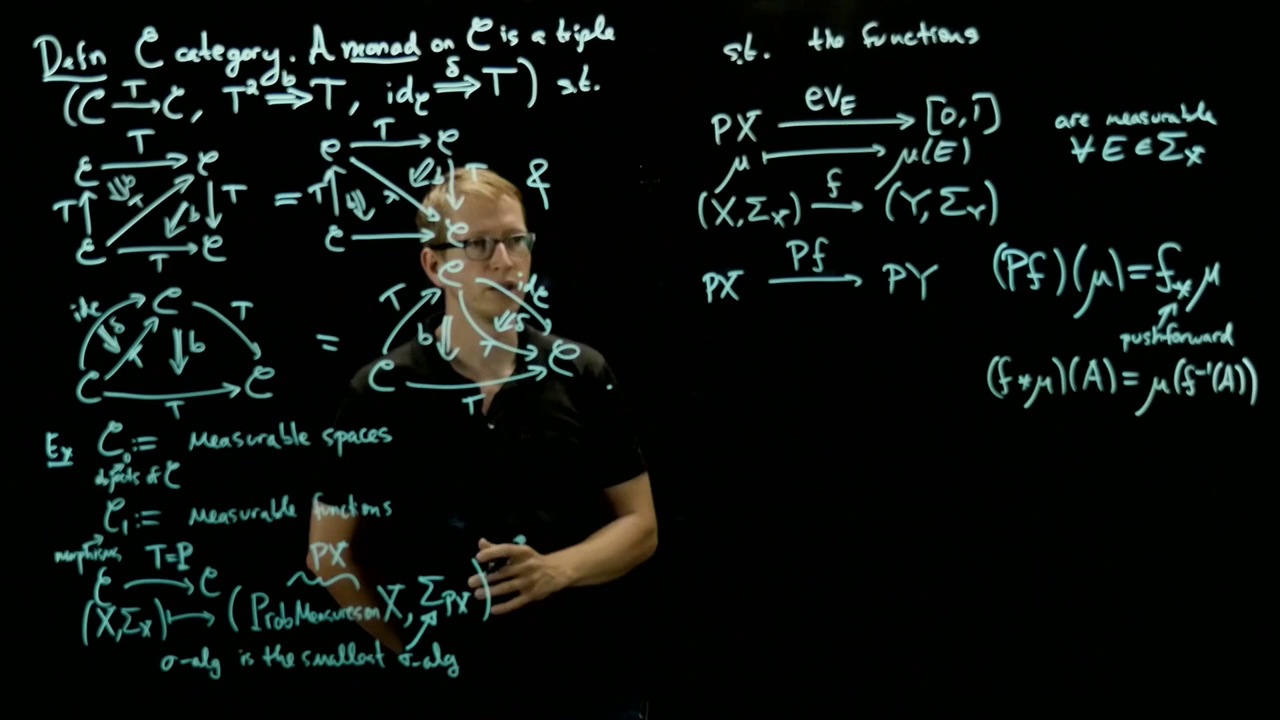 Defn C category. A monad on C is a triple
(C T→ C, T² b⇒ T, id_C δ⇒ T) s.t.
C T→ C = C T→ C &
T b T b T T b T b T
C T→ C C → C
id_C C T = T C id_C
δ T b b T δ
C T→ C C T→ C
Ex C₀ := Measurable spaces
objects of C
C₁ := Measurable functions
morphisms T=P PX
C → C
(X,Σ_X) ↦ (ProbMeasures on X, Σ_PX)
σ-alg is the smallest σ-alg
s.t. the functions
PX ev_E→ [0,1] are measurable
μ ↦ μ(E) ∀ E ∈ Σ_X
(X,Σ_X) f→ (Y,Σ_Y)
PX Pf→ PY (Pf)(μ) = f_* μ
pushforward
(f_*μ)(A) = μ(f⁻¹(A))